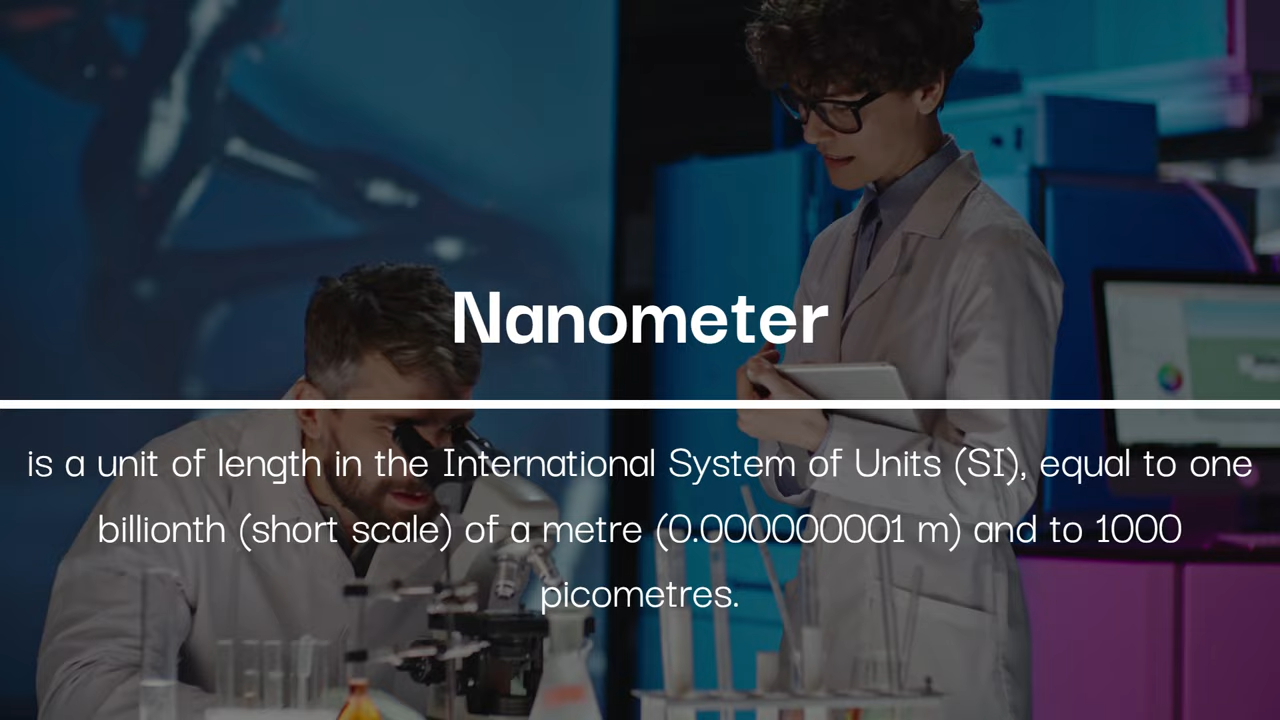 Nanometer
is a unit of length in the International System of Units (SI), equal to one
billionth (short scale) of a metre (0.000000001 m) and to 1000
picometres.